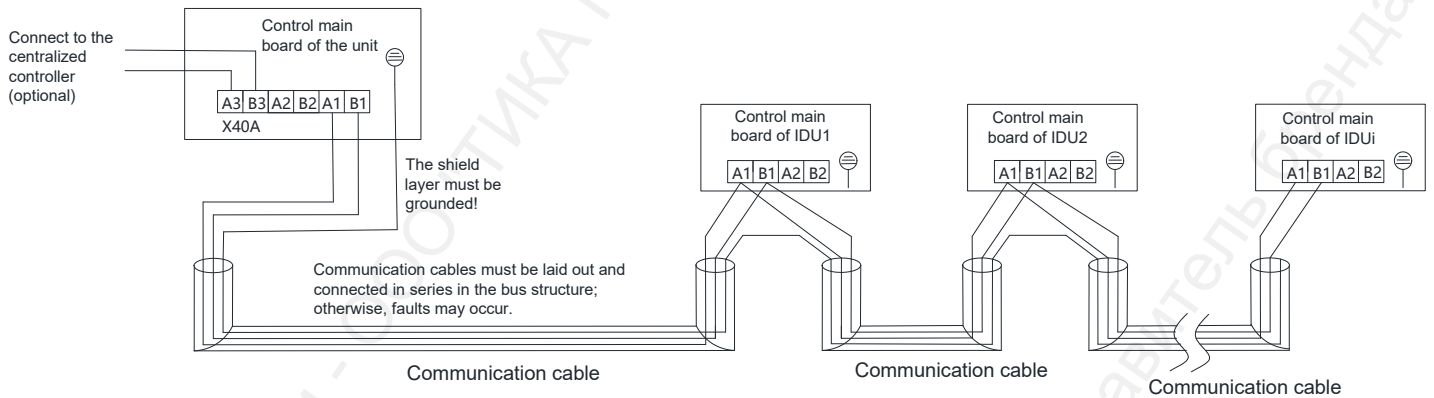 Connect to the
centralized
controller
(optional)
Control main
board of the unit
A3 B3 A2 B2 A1 B1
X40A
The shield
layer must be
grounded!
Communication cables must be laid out and
connected in series in the bus structure;
otherwise, faults may occur.
Control main
board of IDU1
A1 B1 A2 B2
Control main
board of IDU2
A1 B1 A2 B2
Control main
board of IDUi
A1 B1 A2 B2
Communication cable
Communication cable
Communication cable